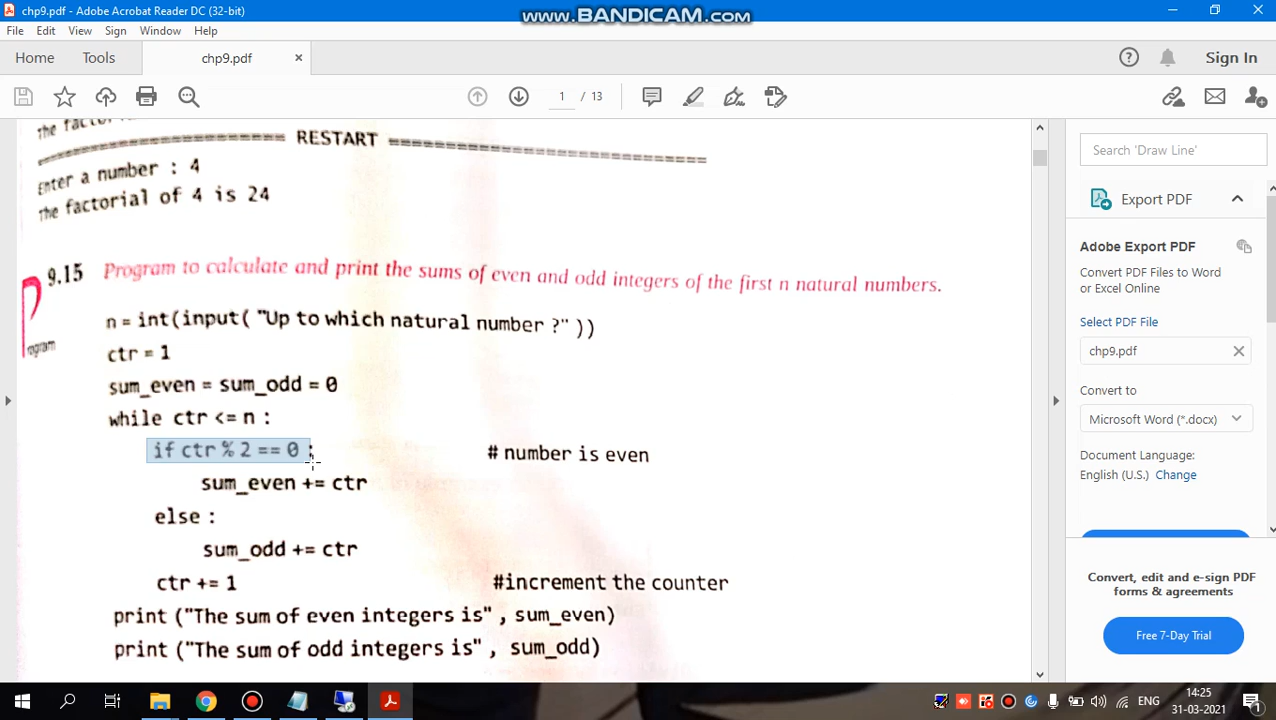 chp9.pdf - Adobe Acrobat Reader DC (32-bit)
www.BANDICAM.com
File Edit View Sign Window Help
Home Tools chp9.pdf × Sign In
1 / 13
The factor
======================= RESTART ==============================
Enter a number : 4
The factorial of 4 is 24
9.15 Program to calculate and print the sums of even and odd integers of the first n natural numbers.
rogram
n = int(input( "Up to which natural number ?" ))
ctr = 1
sum_even = sum_odd = 0
while ctr <= n :
if ctr % 2 == 0 : # number is even
sum_even += ctr
else :
sum_odd += ctr
ctr += 1 #increment the counter
print ("The sum of even integers is" , sum_even)
print ("The sum of odd integers is" , sum_odd)
Search 'Draw Line'
Export PDF
Adobe Export PDF
Convert PDF Files to Word
or Excel Online
Select PDF File
chp9.pdf
Convert to
Microsoft Word (*.docx)
Document Language:
English (U.S.) Change
Convert, edit and e-sign PDF
forms & agreements
Free 7-Day Trial
ENG
14:25
31-03-2021